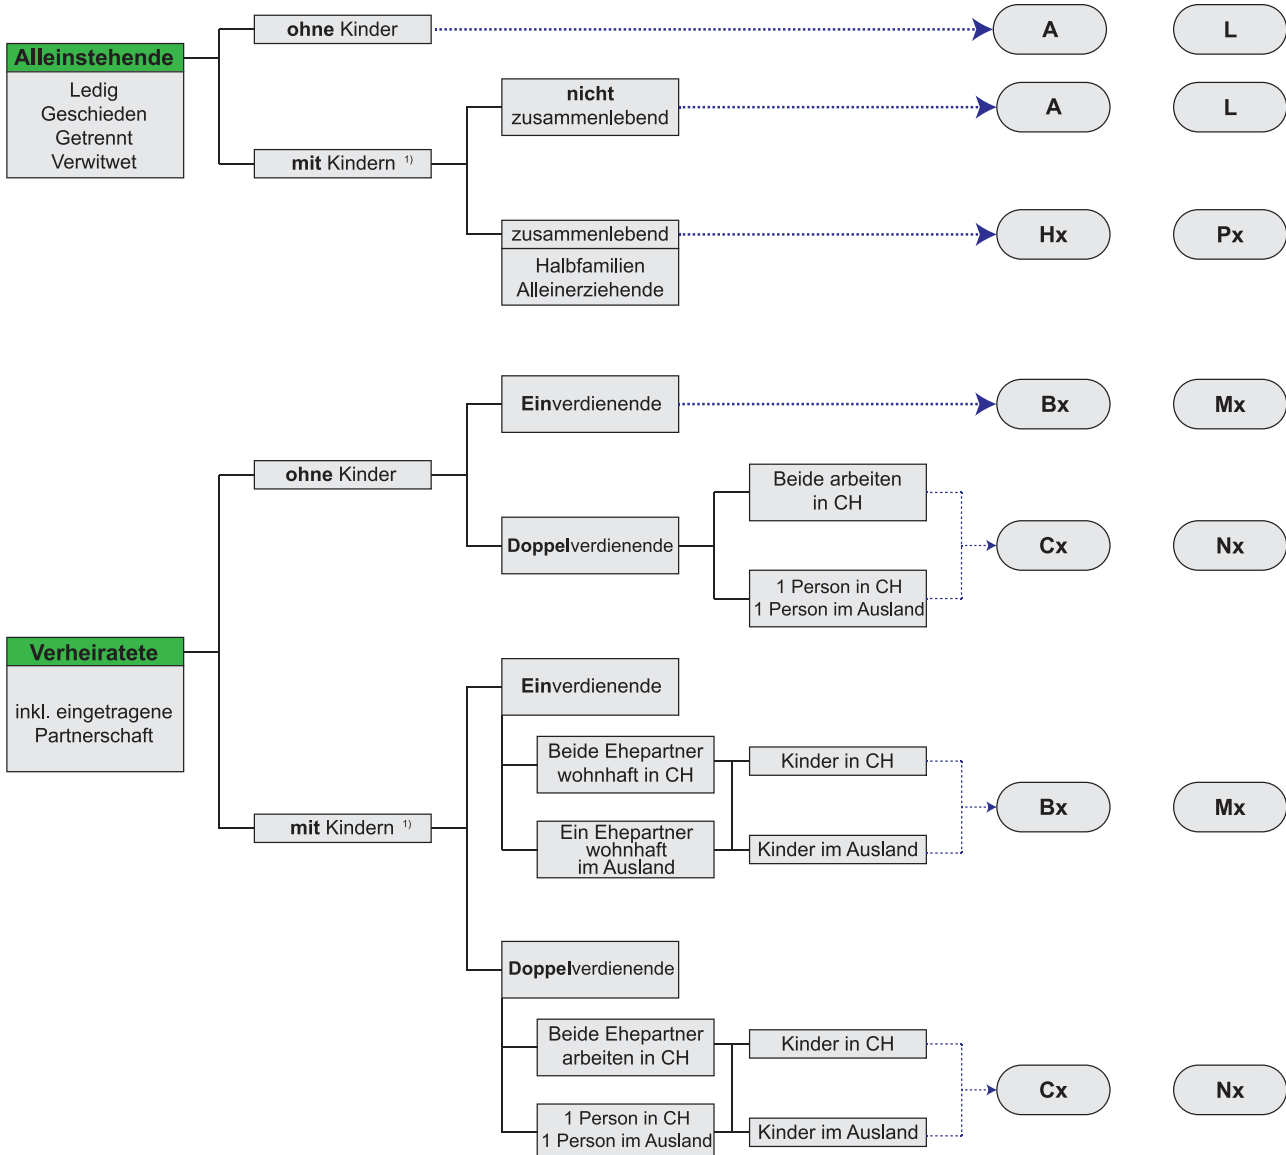 Alleinstehende
Ledig
Geschieden
Getrennt
Verwitwet
ohne Kinder
A
L
mit Kindern 1)
nicht
zusammenlebend
A
L
zusammenlebend
Halbfamilien
Alleinerziehende
Hx
Px
Verheiratete
inkl. eingetragene
Partnerschaft
ohne Kinder
Einverdienende
Bx
Mx
Doppelverdienende
Beide arbeiten
in CH
1 Person in CH
1 Person im Ausland
Cx
Nx
mit Kindern 1)
Einverdienende
Beide Ehepartner
wohnhaft in CH
Ein Ehepartner
wohnhaft
im Ausland
Kinder in CH
Kinder im Ausland
Bx
Mx
Doppelverdienende
Beide Ehepartner
arbeiten in CH
1 Person in CH
1 Person im Ausland
Kinder in CH
Kinder im Ausland
Cx
Nx